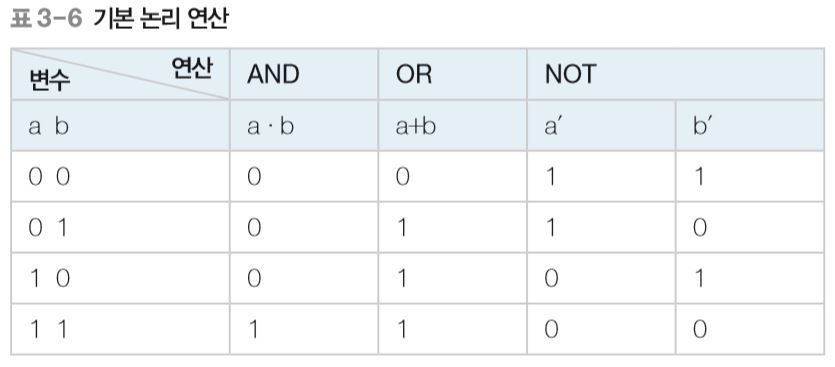 표 3-6 기본 논리 연산
변수 연산 AND OR NOT
a b a · b a+b a′ b′
0 0 0 0 1 1
0 1 0 1 1 0
1 0 0 1 0 1
1 1 1 1 0 0